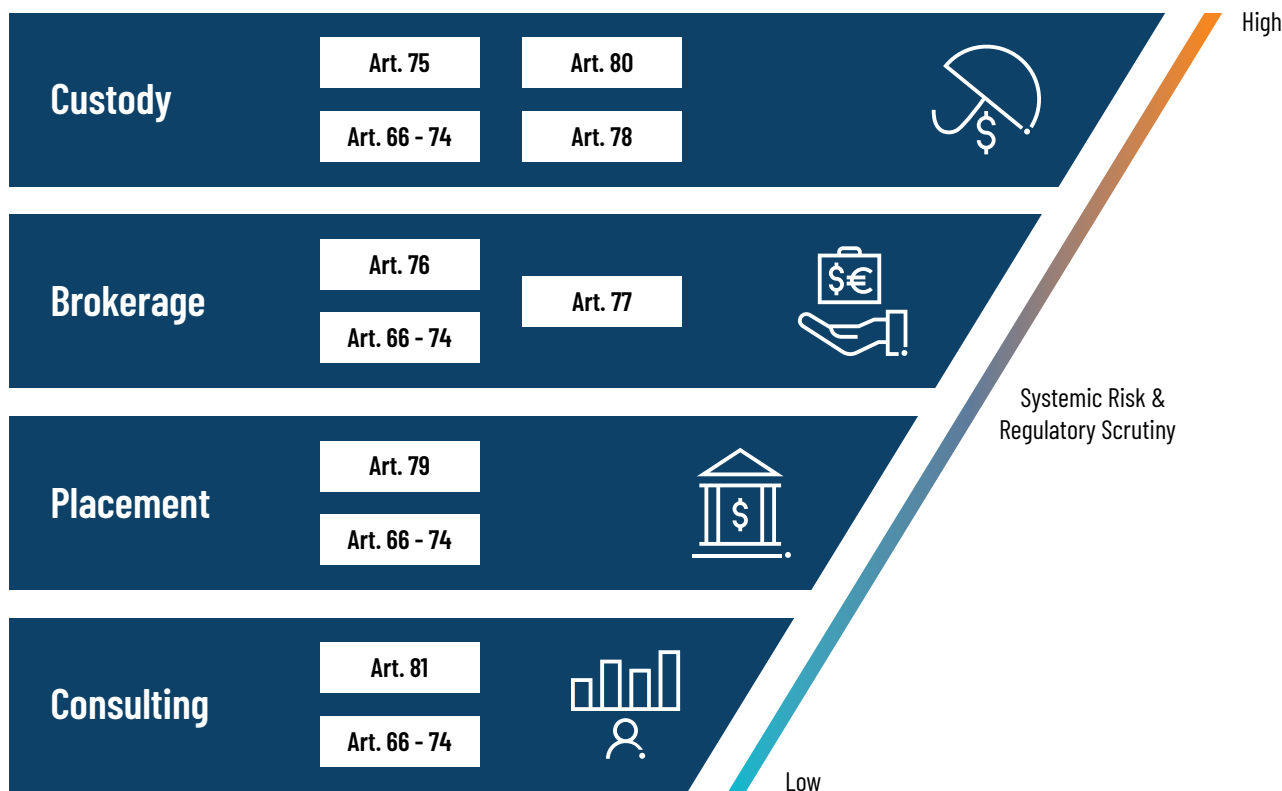 High
Custody
Art. 75
Art. 80
Art. 66 - 74
Art. 78
$
Brokerage
Art. 76
Art. 77
Art. 66 - 74
$€
Systemic Risk &
Regulatory Scrutiny
Placement
Art. 79
Art. 66 - 74
$
Consulting
Art. 81
Art. 66 - 74
Low